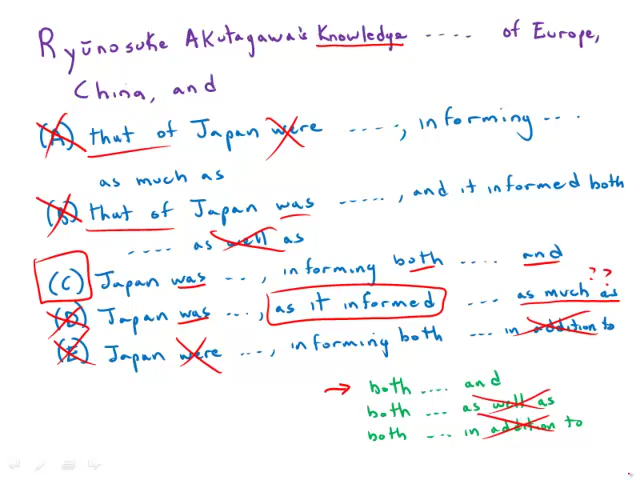 Ryūnosuke Akutagawa's Knowledge .... of Europe,
China, and
(A) that of Japan were ...., informing ....
as much as
(B) that of Japan was ....., and it informed both
.... as well as
(C) Japan was ..., informing both .... and
??
(D) Japan was ..., as it informed ... as much as
(E) Japan were ..., informing both ... in addition to
→ both .... and
both ... as well as
both ... in addition to